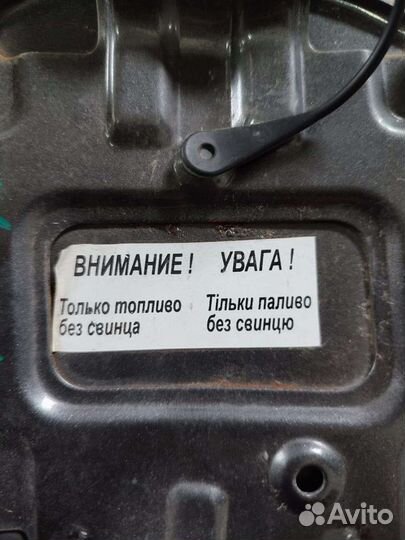 ВНИМАНИЕ! УВАГА!
Только топливо Тільки паливо
без свинца без свинцю
Avito